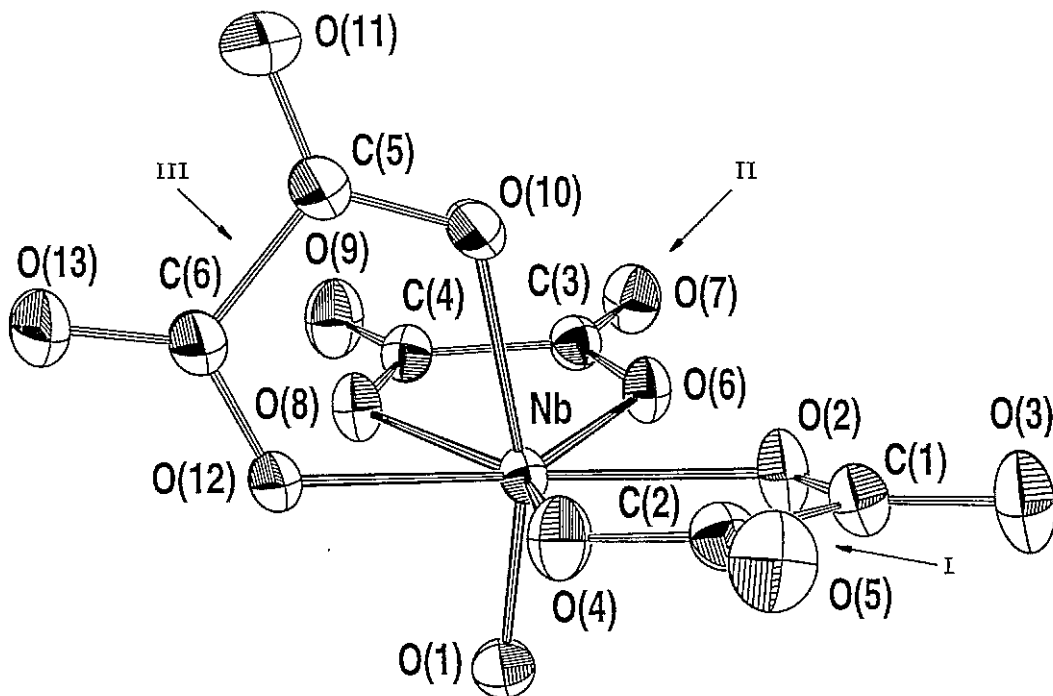 O(11)
III
C(5)
II
O(10)
O(9)
O(13)
C(6)
C(4)
C(3)
O(7)
O(8)
Nb
O(6)
O(2)
O(3)
O(12)
C(2)
C(1)
I
O(4)
O(5)
O(1)